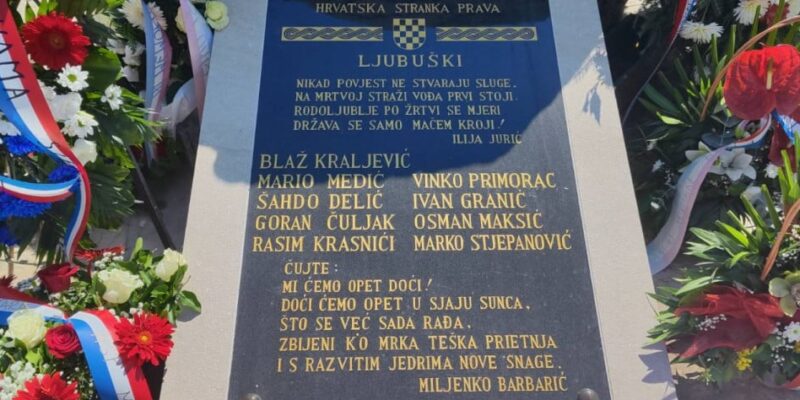 HRVATSKA STRANKA PRAVA
LJUBUŠKI
NIKAD POVJEST NE STVARAJU SLUGE,
NA MRTVOJ STRAŽI VOĐA PRVI STOJI.
RODOLJUBLJE PO ŽRTVI SE MJERI
DRŽAVA SE SAMO MAČEM KROJI!
ILIJA JURIĆ
BLAŽ KRALJEVIĆ
MARIO MEDIĆ VINKO PRIMORAC
ŠAHDO DELIĆ IVAN GRANIĆ
GORAN ČULJAK OSMAN MAKSIĆ
RASIM KRASNIĆI MARKO STJEPANOVIĆ
ČUJTE:
MI ĆEMO OPET DOĆI!
DOĆI ĆEMO OPET U SJAJU SUNCA,
ŠTO SE VEĆ SADA RAĐA,
ZBIJENI K'O MRKA TEŠKA PRIETNJA
I S RAZVITIM JEDRIMA NOVE SNAGE.
MILJENKO BARBARIĆ